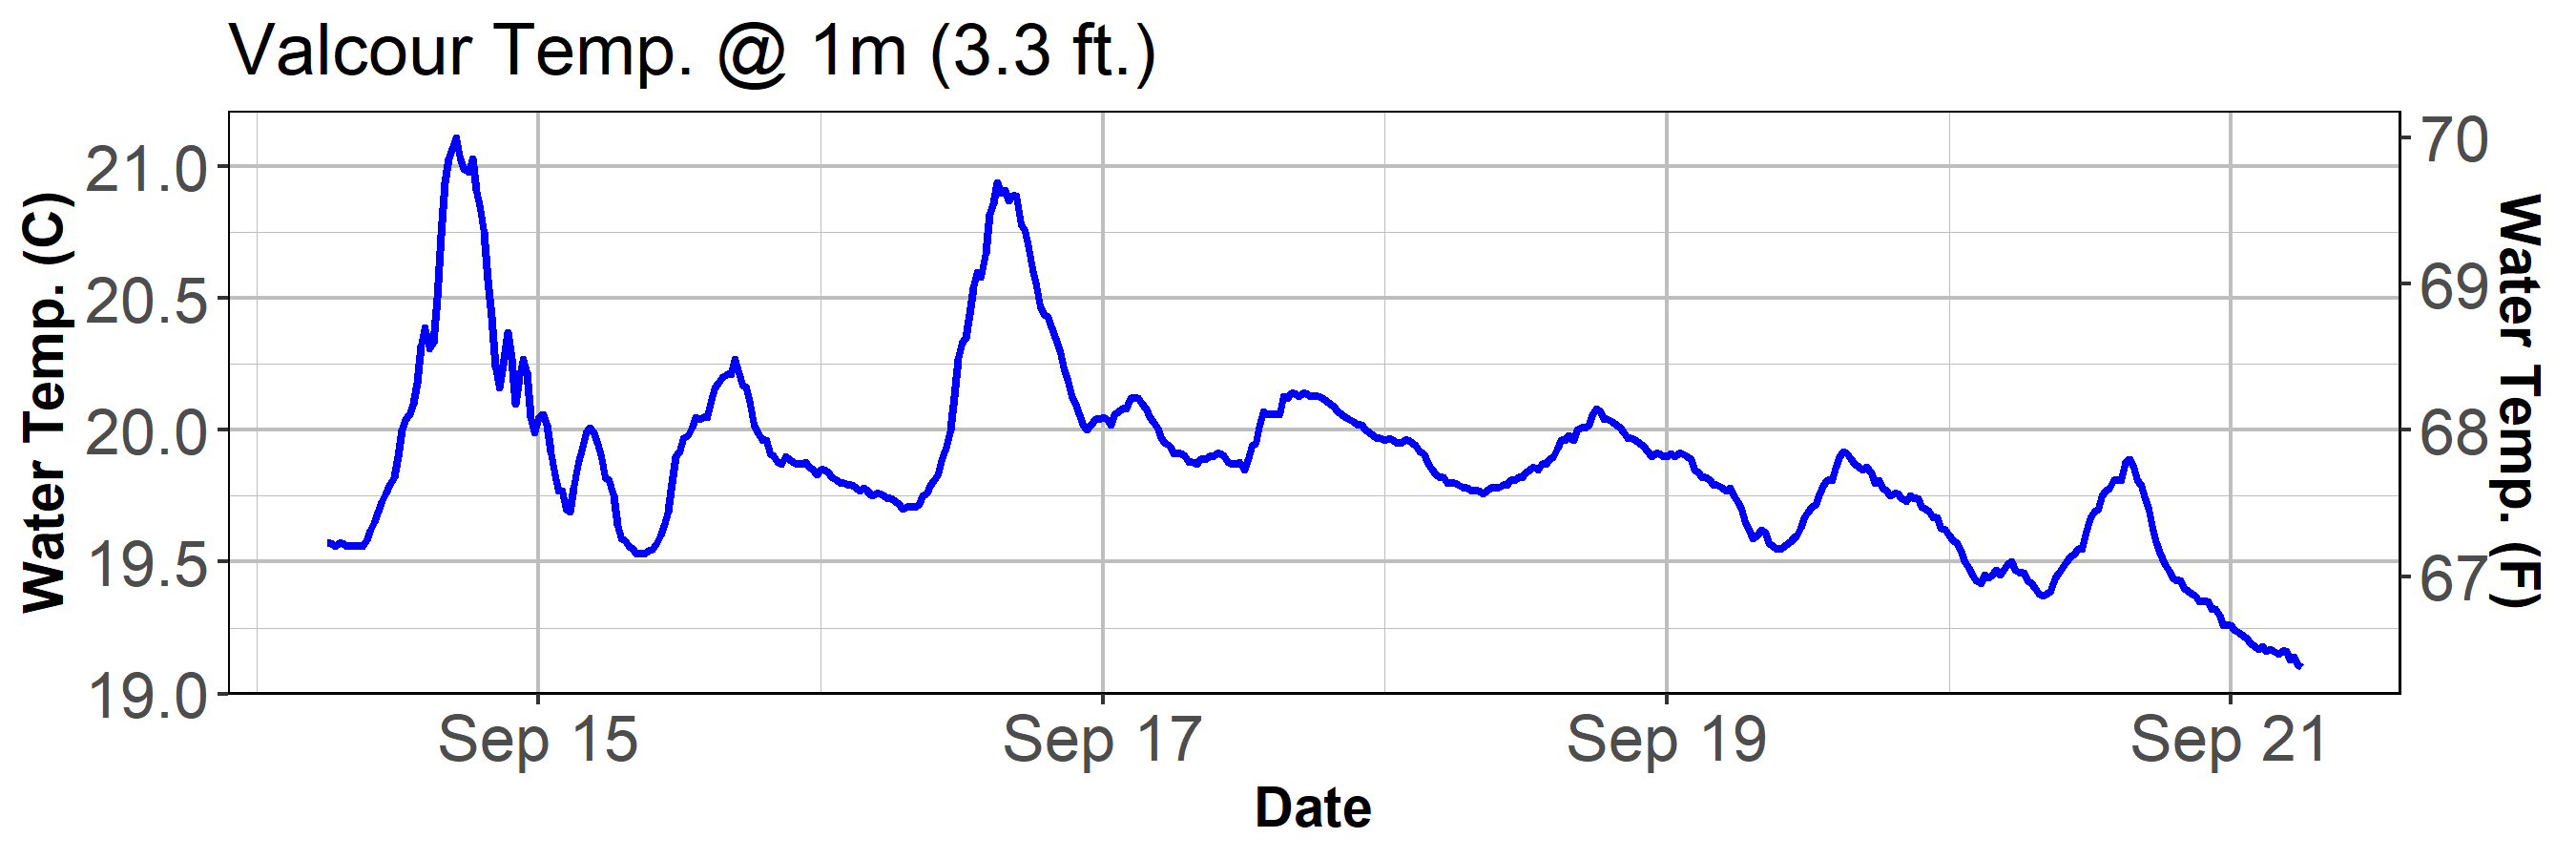 Valcour Temp. @ 1m (3.3 ft.)
Water Temp. (C)
21.0
20.5
20.0
19.5
19.0
70
69
68
67
Water Temp. (F)
Sep 15
Sep 17
Sep 19
Sep 21
Date